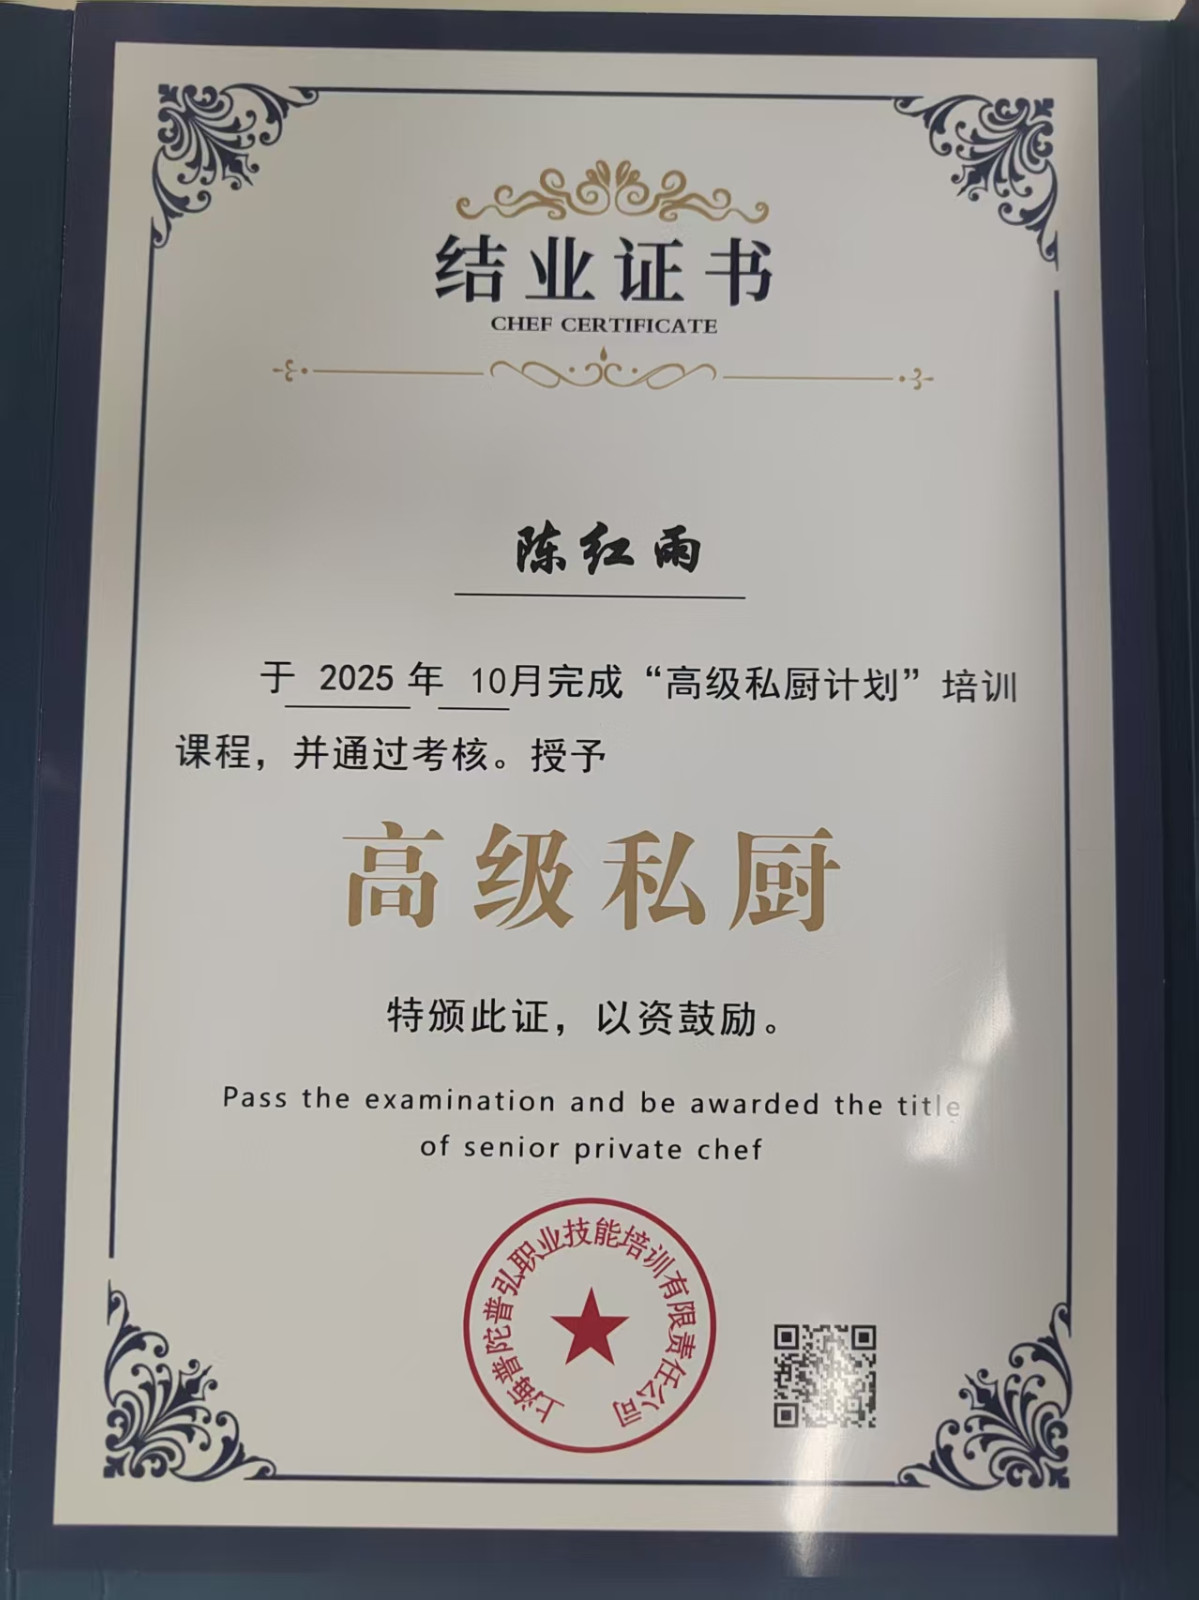 结业证书
CHEF CERTIFICATE
陈红雨
于 2025 年 10月完成“高级私厨计划”培训
课程，并通过考核。授予
高级私厨
特颁此证，以资鼓励。
Pass the examination and be awarded the title
of senior private chef
上海普陀普弘职业技能培训有限责任公司